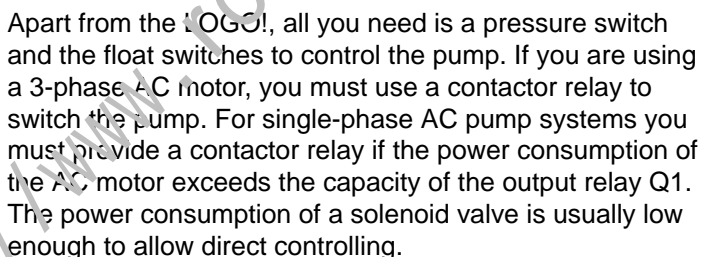 Apart from the LOGO!, all you need is a pressure switch
and the float switches to control the pump. If you are using
a 3-phase AC motor, you must use a contactor relay to
switch the pump. For single-phase AC pump systems you
must provide a contactor relay if the power consumption of
the AC motor exceeds the capacity of the output relay Q1.
The power consumption of a solenoid valve is usually low
enough to allow direct controlling.